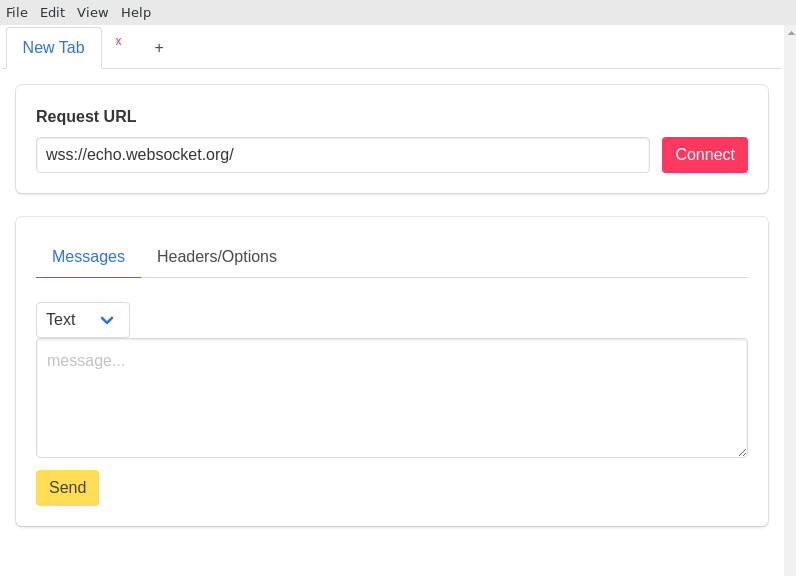 File Edit View Help
New Tab x +
Request URL
wss://echo.websocket.org/ Connect
Messages Headers/Options
Text
message...
Send